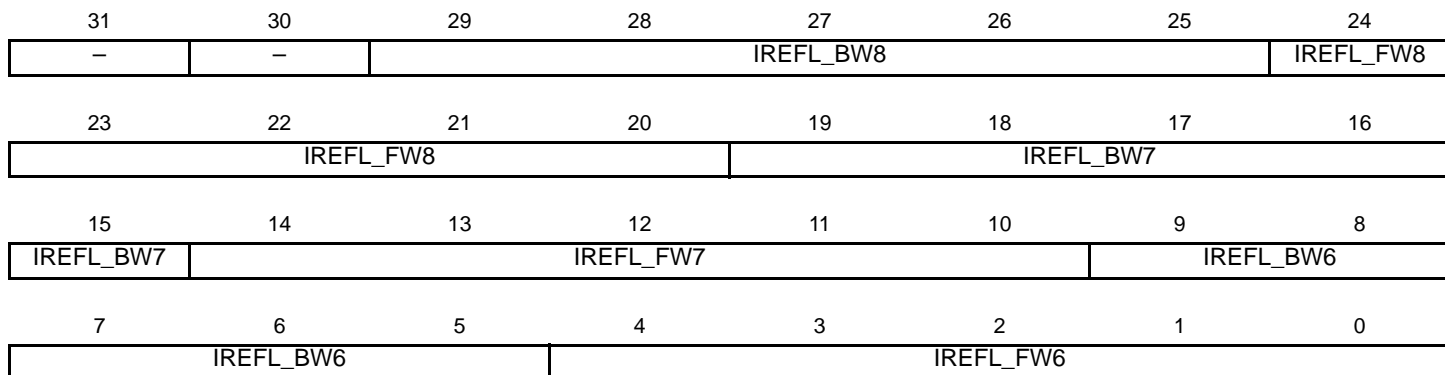 31 30 29 28 27 26 25 24
– – IREFL_BW8 IREFL_FW8
23 22 21 20 19 18 17 16
IREFL_FW8 IREFL_BW7
15 14 13 12 11 10 9 8
IREFL_BW7 IREFL_FW7 IREFL_BW6
7 6 5 4 3 2 1 0
IREFL_BW6 IREFL_FW6